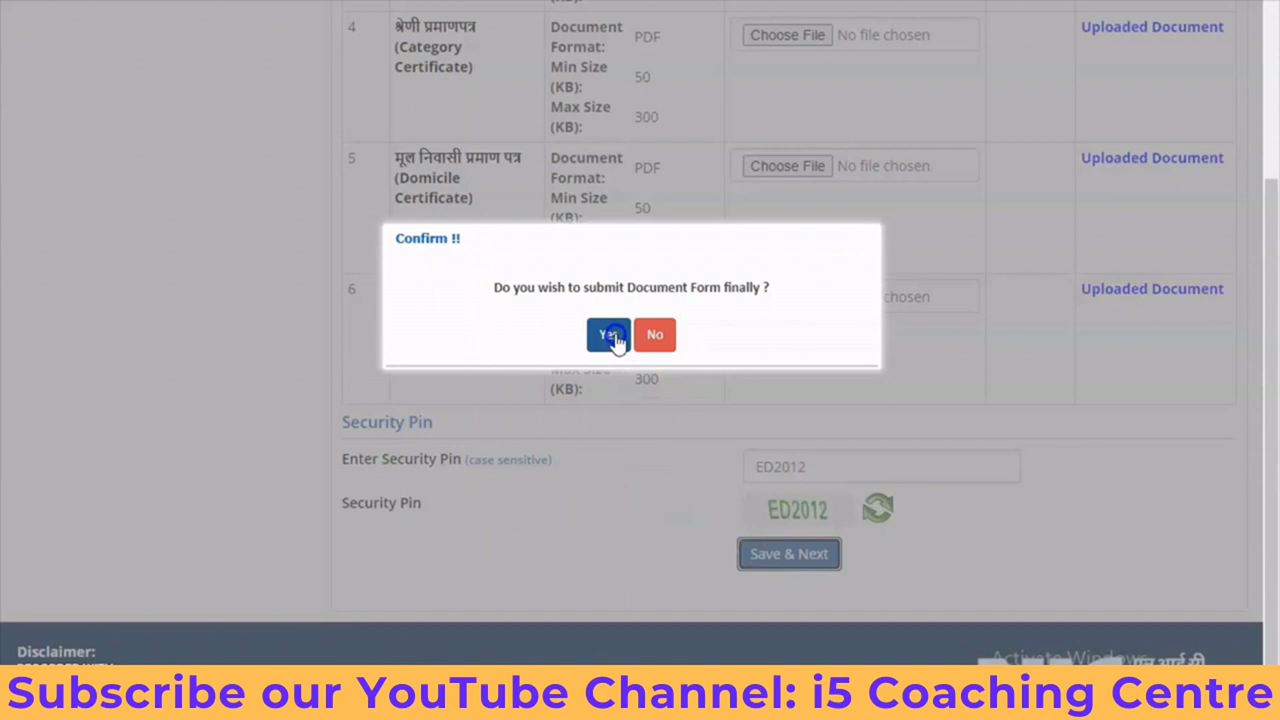 4 श्रेणी प्रमाणपत्र Document Format: PDF Choose File No file chosen Uploaded Document
(Category Certificate) Min Size (KB): 50
Max Size (KB): 300
5 मूल निवासी प्रमाण पत्र Document Format: PDF Choose File No file chosen Uploaded Document
(Domicile Certificate) Min Size (KB): 50
Confirm !!
Do you wish to submit Document Form finally ?
Yes No
6 chosen Uploaded Document
(KB): 300
Security Pin
Enter Security Pin (case sensitive) ED2012
Security Pin ED2012
Save & Next
Disclaimer:
Activate Windows
Subscribe our YouTube Channel: i5 Coaching Centre